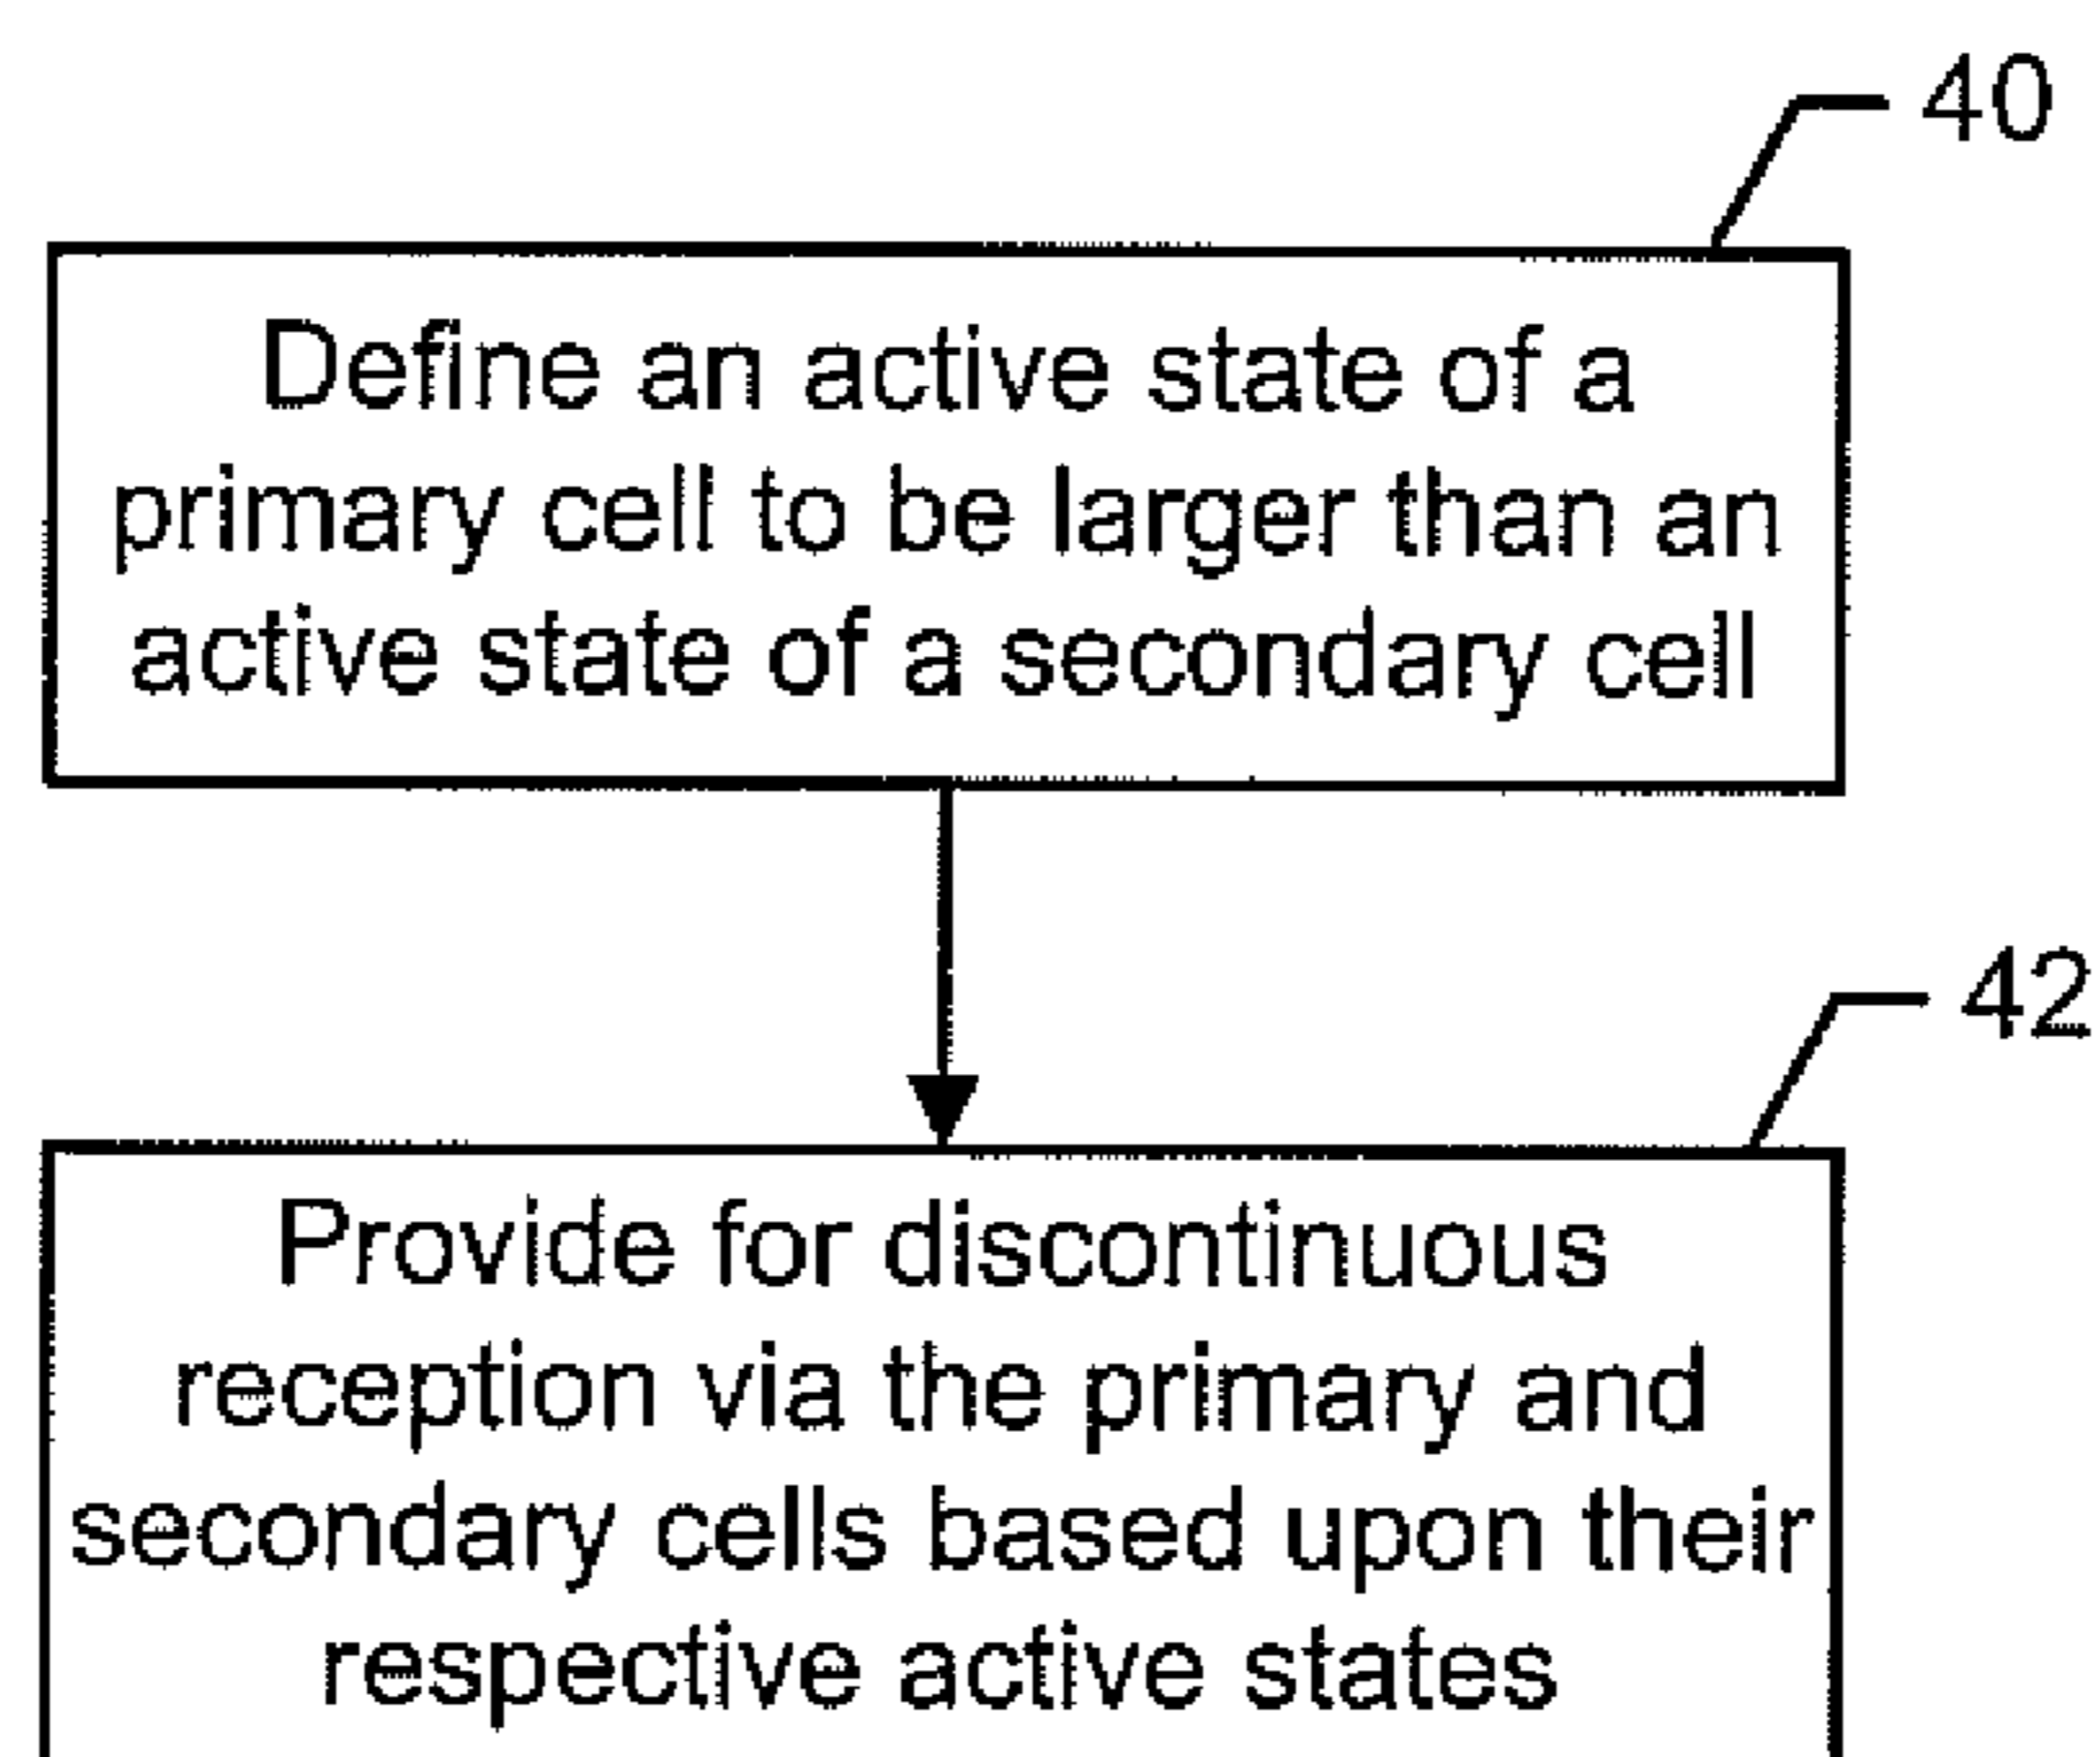 40
Define an active state of a
primary cell to be larger than an
active state of a secondary cell
42
Provide for discontinuous
reception via the primary and
secondary cells based upon their
respective active states